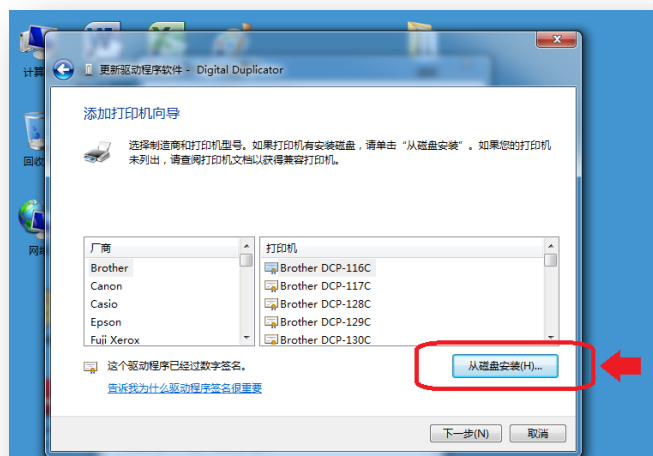 计算
回收
网络
更新驱动程序软件 - Digital Duplicator
添加打印机向导
选择制造商和打印机型号。如果打印机有安装磁盘，请单击“从磁盘安装”。如果您的打印机
未列出，请查阅打印机文档以获得兼容打印机。
厂商
Brother
Canon
Casio
Epson
Fuji Xerox
打印机
Brother DCP-116C
Brother DCP-117C
Brother DCP-128C
Brother DCP-129C
Brother DCP-130C
这个驱动程序已经过数字签名。
告诉我为什么驱动程序签名很重要
从磁盘安装(H)...
下一步(N)
取消